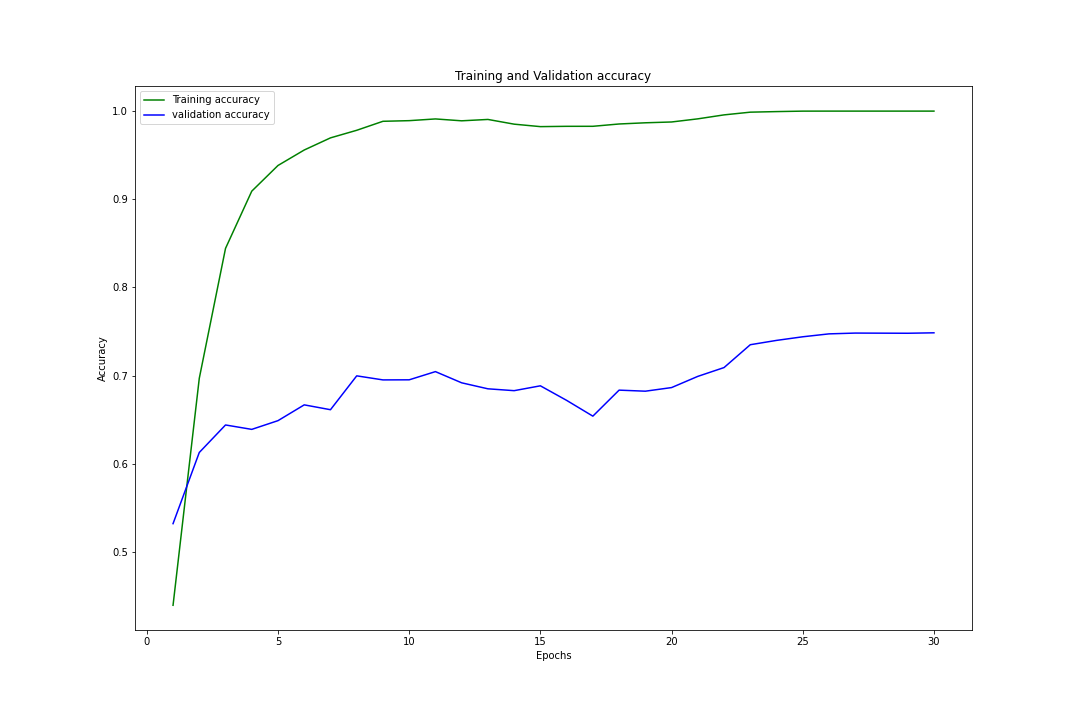 Training and Validation accuracy
Training accuracy
validation accuracy
1.0
0.9
0.8
0.7
0.6
0.5
Accuracy
0 5 10 15 20 25 30
Epochs